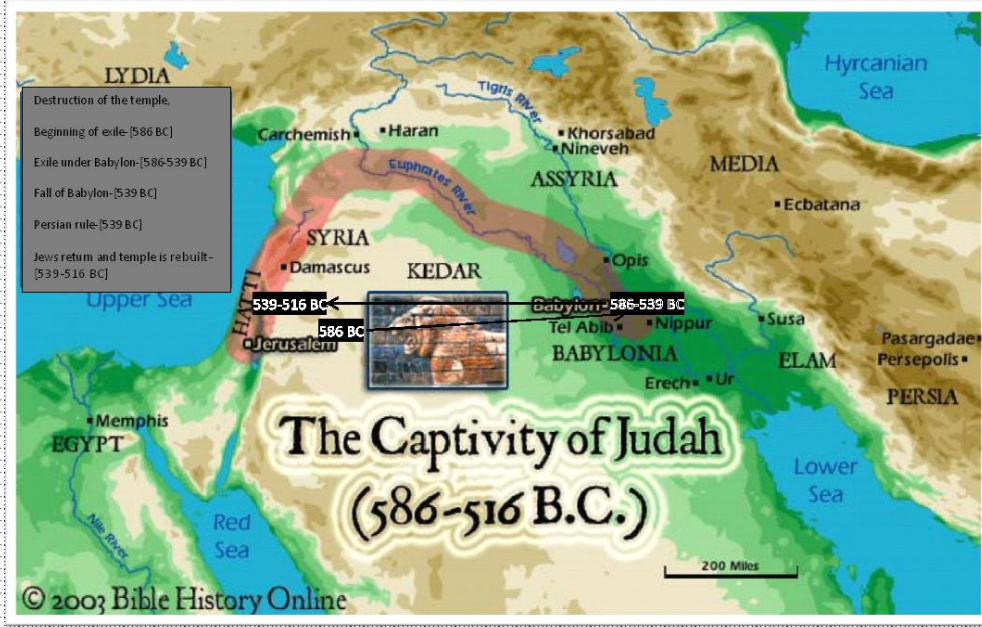 LYDIA
Hyrcanian
Sea
Destruction of the temple,
Beginning of exile-[586 BC]
Exile under Babylon-[586-539 BC]
Fall of Babylon-[539 BC]
Persian rule-[539 BC]
Jews return and temple is rebuilt-
[539-516 BC]
Tigris River
Carchemish
Haran
Khorsabad
Nineveh
MEDIA
Euphrates River
ASSYRIA
Ecbatana
SYRIA
Damascus
KEDAR
Opis
Upper Sea
HATTI
539-516 BC
Babylon-586-539 BC
586 BC
Tel Abib
Nippur
Susa
Jerusalem
BABYLONIA
ELAM
Pasargadae
Persepolis
Erech
Ur
PERSIA
Memphis
EGYPT
The Captivity of Judah
(586-516 B.C.)
Lower
Sea
Red
Sea
Nile River
200 Miles
© 2003 Bible History Online